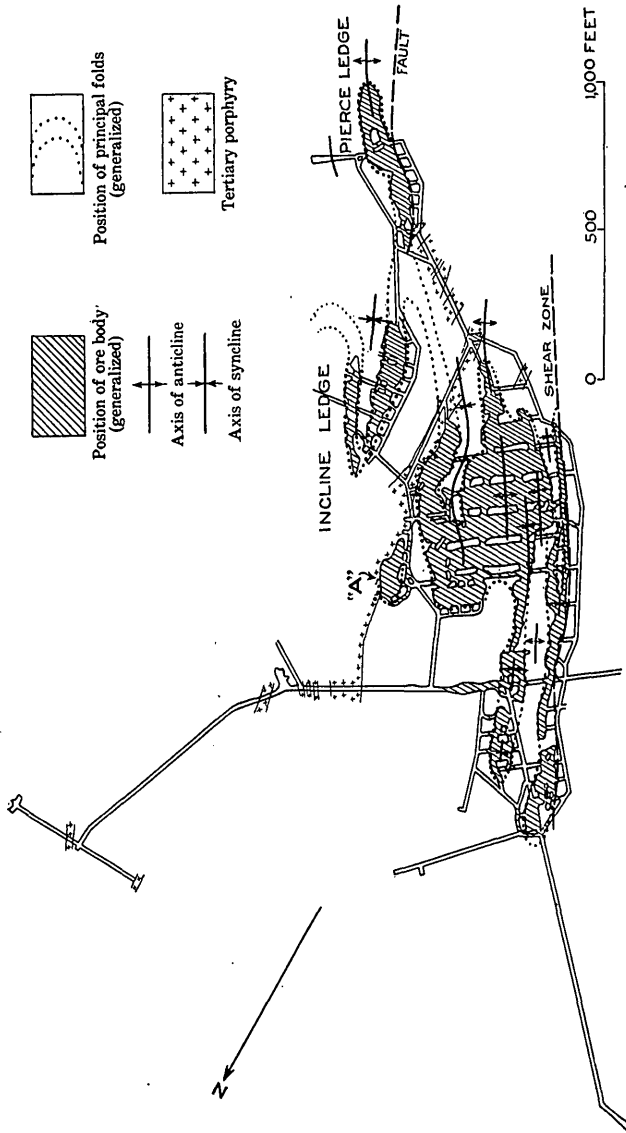 Position of ore body
(generalized)
Axis of anticline
Axis of syncline
Position of principal folds
(generalized)
Tertiary porphyry
PIERCE LEDGE
FAULT
INCLINE LEDGE
"A"
SHEAR ZONE
0
500
1,000 FEET
N